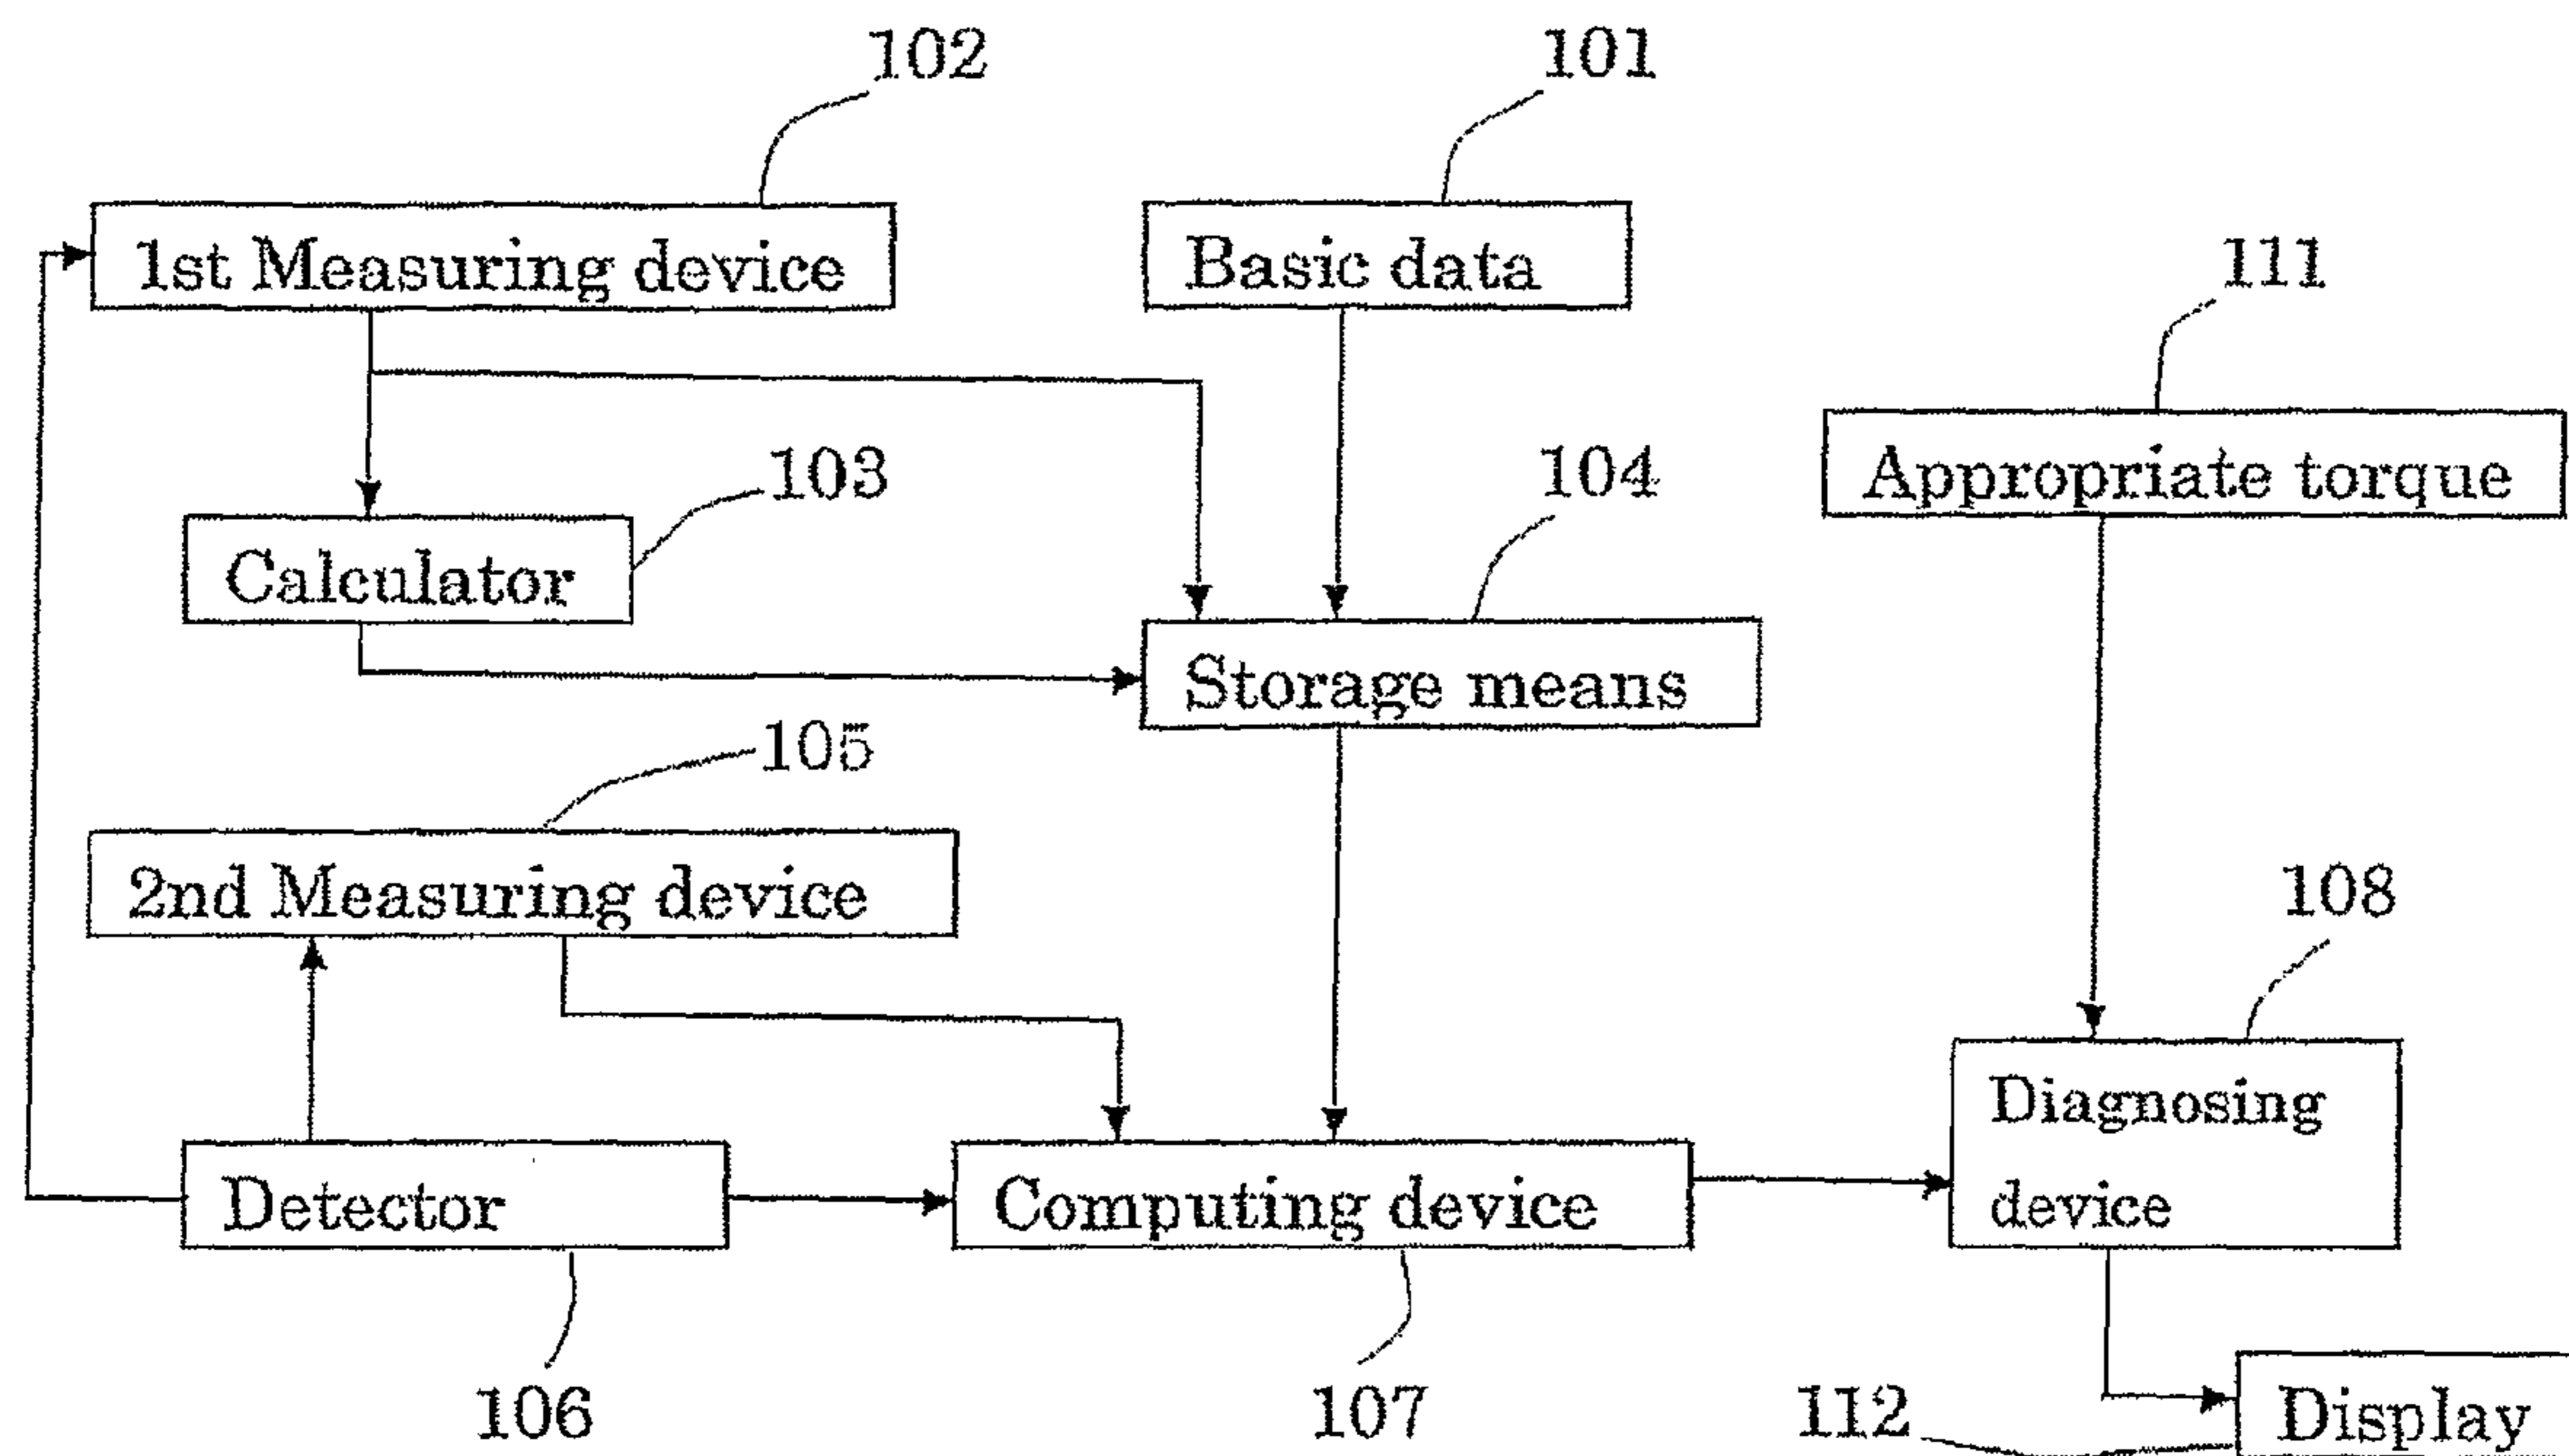 102
101
1st Measuring device
Basic data
111
103
104
Appropriate torque
Calculator
Storage means
105
2nd Measuring device
108
Diagnosing
device
Detector
Computing device
106
107
112
Display